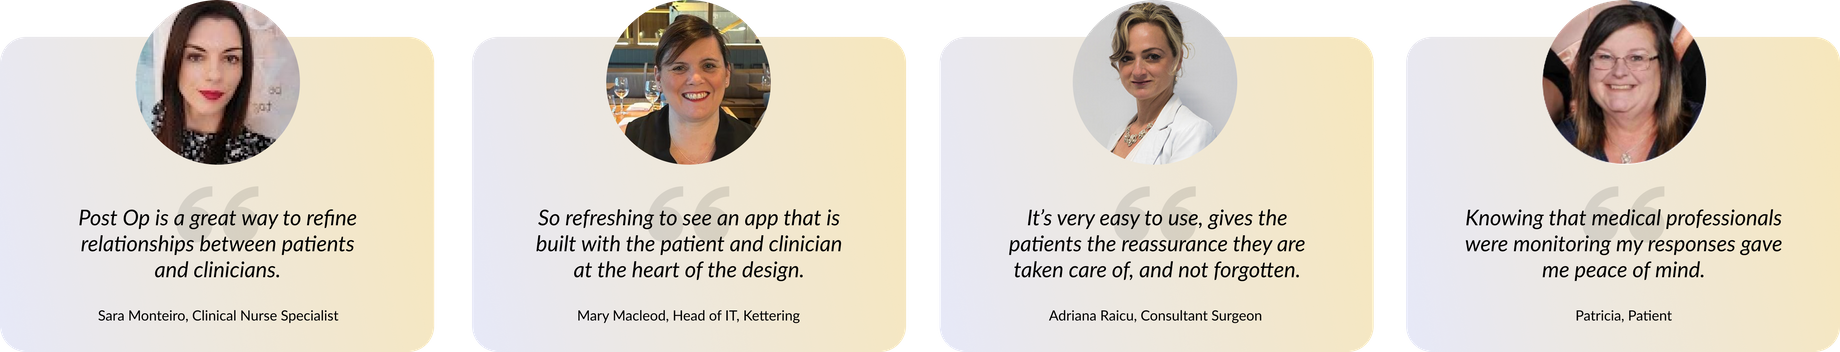 Post Op is a great way to refine
relationships between patients
and clinicians.
Sara Monteiro, Clinical Nurse Specialist
So refreshing to see an app that is
built with the patient and clinician
at the heart of the design.
Mary Macleod, Head of IT, Kettering
It’s very easy to use, gives the
patients the reassurance they are
taken care of, and not forgotten.
Adriana Raicu, Consultant Surgeon
Knowing that medical professionals
were monitoring my responses gave
me peace of mind.
Patricia, Patient